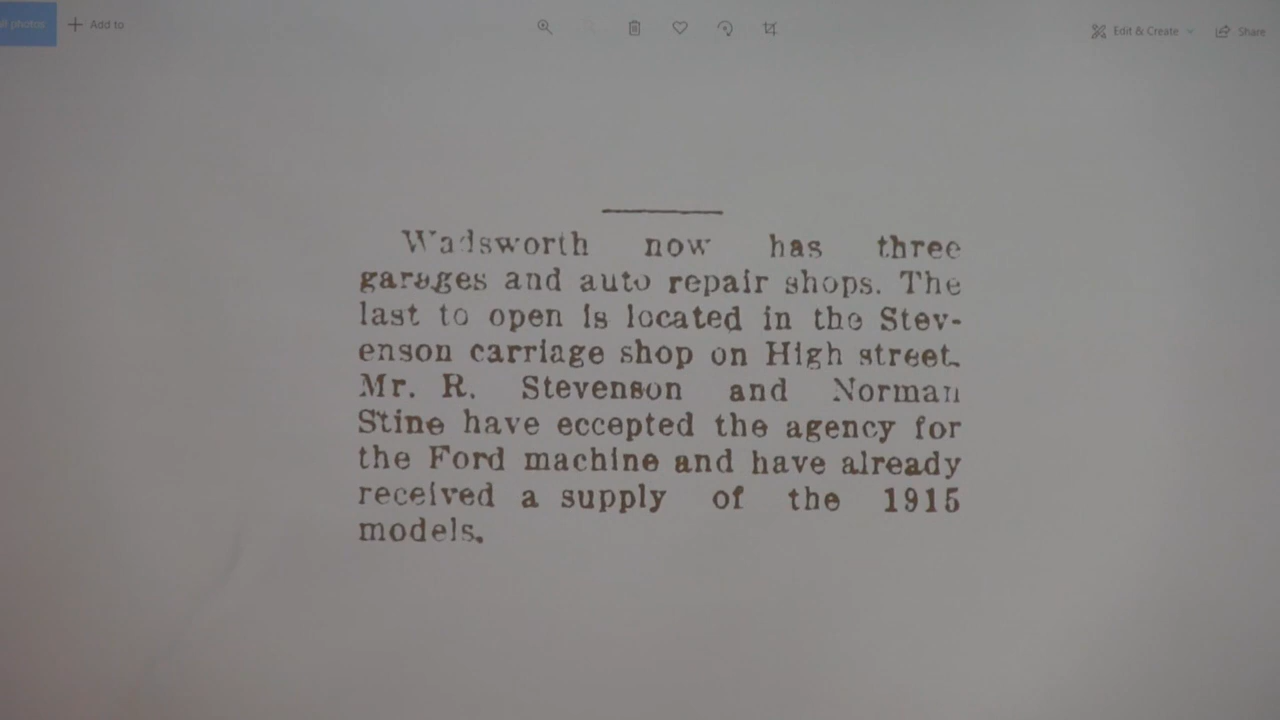 all photos Add to Edit & Create Share
Wadsworth now has three
garages and auto repair shops. The
last to open is located in the Stev-
enson carriage shop on High street.
Mr. R. Stevenson and Norman
Stine have eccepted the agency for
the Ford machine and have already
received a supply of the 1915
models.